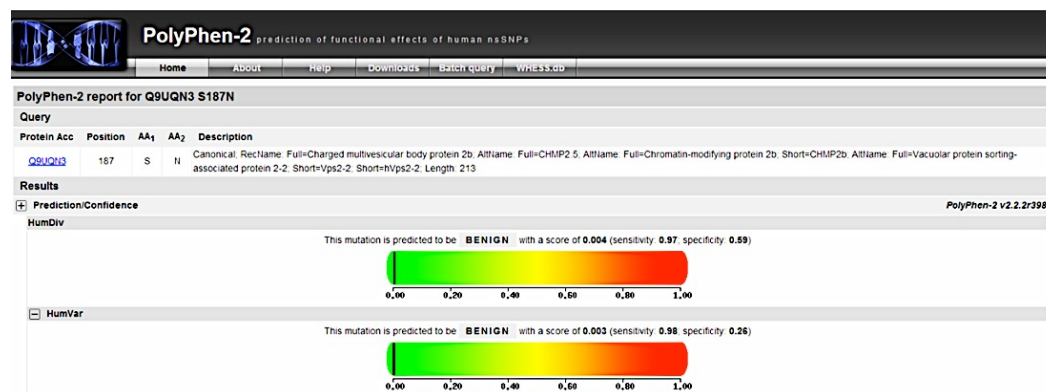 PolyPhen-2 prediction of functional effects of human nsSNPs
Home About Help Downloads Batch query WHESS.db
PolyPhen-2 report for Q9UQN3 S187N
Query
Protein Acc Position AA1 AA2 Description
Q9UQN3 187 S N Canonical; RecName: Full=Charged multivesicular body protein 2b; AltName: Full=CHMP2.5; AltName: Full=Chromatin-modifying protein 2b; Short=CHMP2b; AltName: Full=Vacuolar protein sorting-
associated protein 2-2; Short=Vps2-2; Short=hVps2-2; Length: 213
Results
+ Prediction/Confidence PolyPhen-2 v2.2.2r398
HumDiv
This mutation is predicted to be BENIGN with a score of 0.004 (sensitivity: 0.97; specificity: 0.59)
0,00 0,20 0,40 0,60 0,80 1,00
- HumVar
This mutation is predicted to be BENIGN with a score of 0.003 (sensitivity: 0.98; specificity: 0.26)
0,00 0,20 0,40 0,60 0,80 1,00